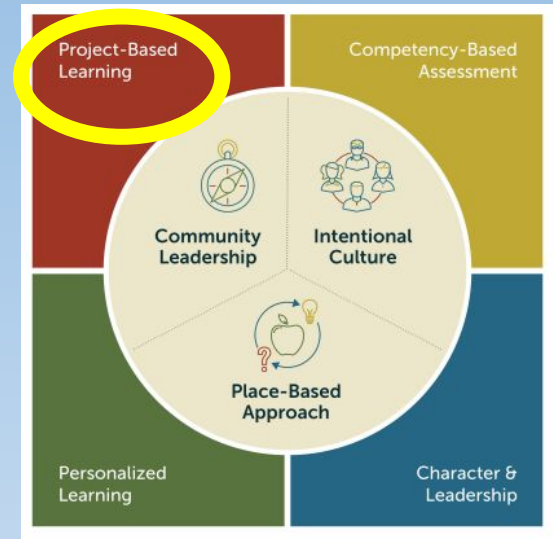 Project-Based
Learning
Competency-Based
Assessment
Community
Leadership
Intentional
Culture
?
Place-Based
Approach
Personalized
Learning
Character &
Leadership